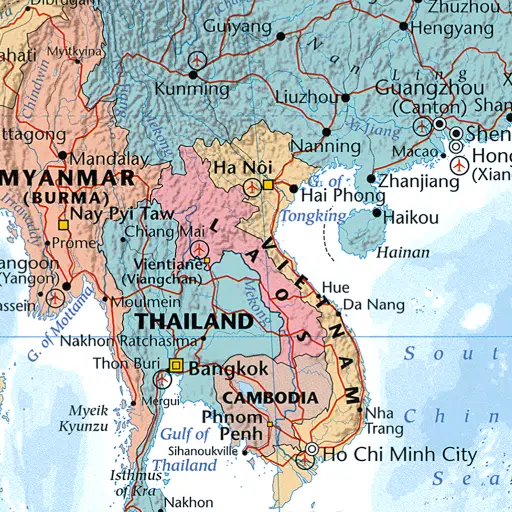 Dibrugarh
Zhuzhou
Guiyang
Hengyang
Myitkyina
Nan
Ling
Chindwin
Kunming
Liuzhou
Guangzhou
(Canton)
Shan
Mekong
Xi Jiang
ttagong
Nanning
Shen
Mandalay
Macao
Hong
(Xian
Ha Nôi
MYANMAR
(BURMA)
G. of
Tongking
Hai Phong
Zhanjiang
Irrawaddy
Nay Pyi Taw
Haikou
Prome
Chiang Mai
LAOS
VIETNAM
Hainan
angoon
(Yangon)
Vientiane
(Viangchan)
Mekong
Hue
assein
G. of Mottama
Moulmein
Da Nang
THAILAND
Nakhon Ratchasima
Sout
Thon Buri
Bangkok
Mergui
CAMBODIA
Myeik
Kyunzu
Phnom
Penh
Nha
Trang
Chin
Gulf of
Thailand
Sihanoukville
Ho Chi Minh City
Isthmus
of Kra
Sea
Nakhon